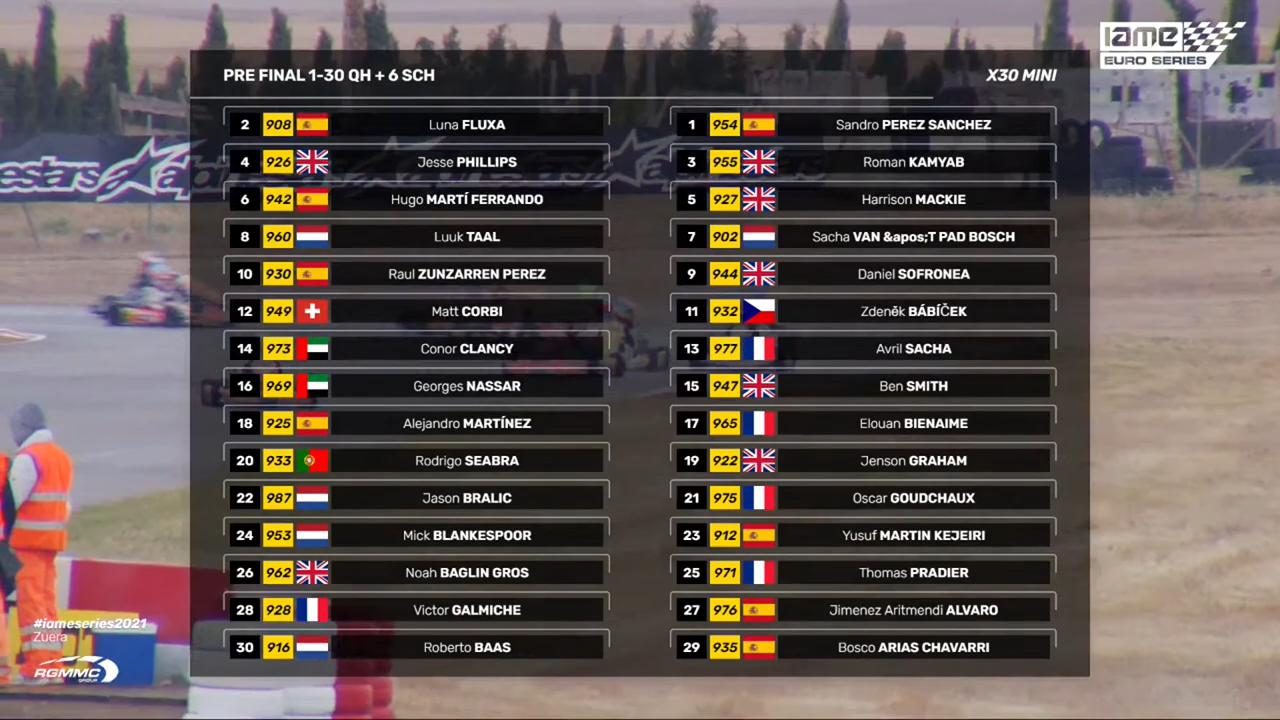 IAME
EURO SERIES
PRE FINAL 1-30 QH + 6 SCH
X30 MINI
2 908 Luna FLUXA
1 954 Sandro PEREZ SANCHEZ
4 926 Jesse PHILLIPS
3 955 Roman KAMYAB
6 942 Hugo MARTÍ FERRANDO
5 927 Harrison MACKIE
8 960 Luuk TAAL
7 902 Sacha VAN &apos;T PAD BOSCH
10 930 Raul ZUNZARREN PEREZ
9 944 Daniel SOFRONEA
12 949 Matt CORBI
11 932 Zdeněk BÁBÍČEK
14 973 Conor CLANCY
13 977 Avril SACHA
16 969 Georges NASSAR
15 947 Ben SMITH
18 925 Alejandro MARTÍNEZ
17 965 Elouan BIENAIME
20 933 Rodrigo SEABRA
19 922 Jenson GRAHAM
22 987 Jason BRALIC
21 975 Oscar GOUDCHAUX
24 953 Mick BLANKESPOOR
23 912 Yusuf MARTIN KEJEIRI
26 962 Noah BAGLIN GROS
25 971 Thomas PRADIER
28 928 Victor GALMICHE
27 976 Jimenez Aritmendi ALVARO
30 916 Roberto BAAS
29 935 Bosco ARIAS CHAVARRI
#iameseries2021
Zuera
RGMMC
GROUP